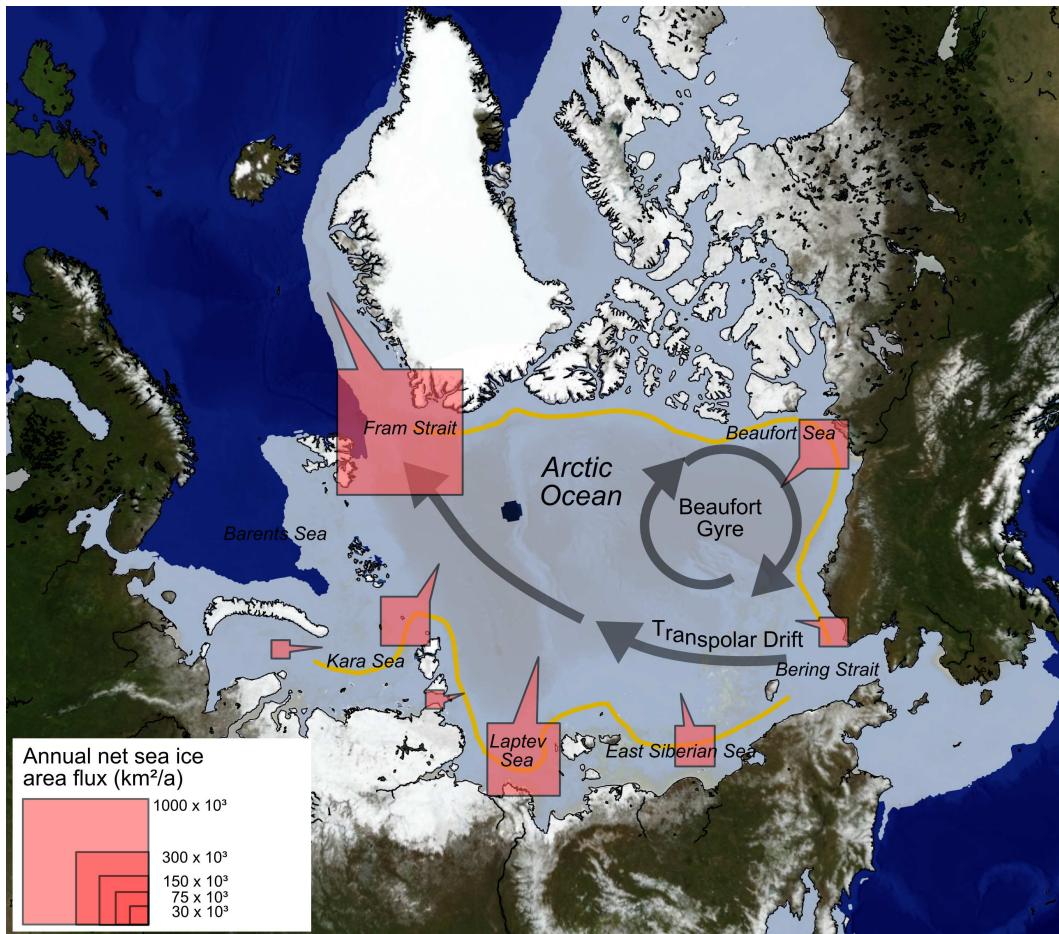 Fram Strait
Beaufort Sea
Arctic
Ocean
Beaufort
Gyre
Barents Sea
Transpolar Drift
Kara Sea
Bering Strait
Laptev
Sea
East Siberian Sea
Annual net sea ice
area flux (km²/a)
1000 x 10³
300 x 10³
150 x 10³
75 x 10³
30 x 10³